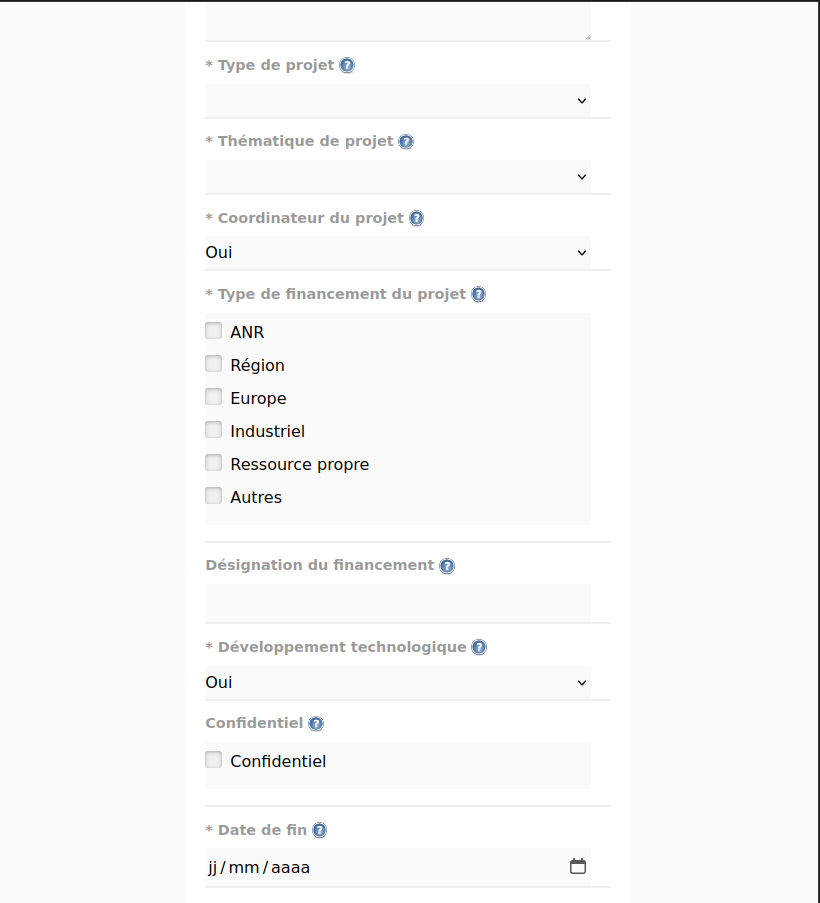 * Type de projet ?
* Thématique de projet ?
* Coordinateur du projet ?
Oui
* Type de financement du projet ?
ANR
Région
Europe
Industriel
Ressource propre
Autres
Désignation du financement ?
* Développement technologique ?
Oui
Confidentiel ?
Confidentiel
* Date de fin ?
jj/mm/aaaa